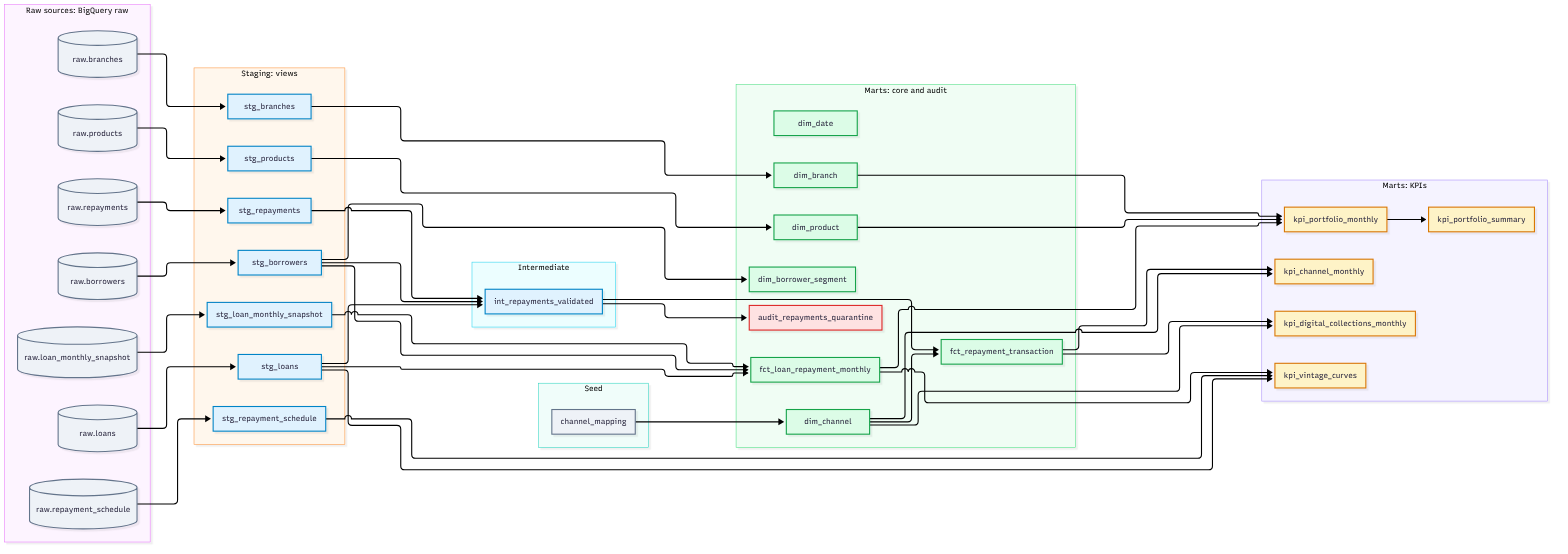 Raw sources: BigQuery raw
raw.branches
raw.products
raw.repayments
raw.borrowers
raw.loan_monthly_snapshot
raw.loans
raw.repayment_schedule
Staging: views
stg_branches
stg_products
stg_repayments
stg_borrowers
stg_loan_monthly_snapshot
stg_loans
stg_repayment_schedule
Intermediate
int_repayments_validated
Seed
channel_mapping
Marts: core and audit
dim_date
dim_branch
dim_product
dim_borrower_segment
audit_repayments_quarantine
fct_repayment_transaction
fct_loan_repayment_monthly
dim_channel
Marts: KPIs
kpi_portfolio_monthly
kpi_portfolio_summary
kpi_channel_monthly
kpi_digital_collections_monthly
kpi_vintage_curves